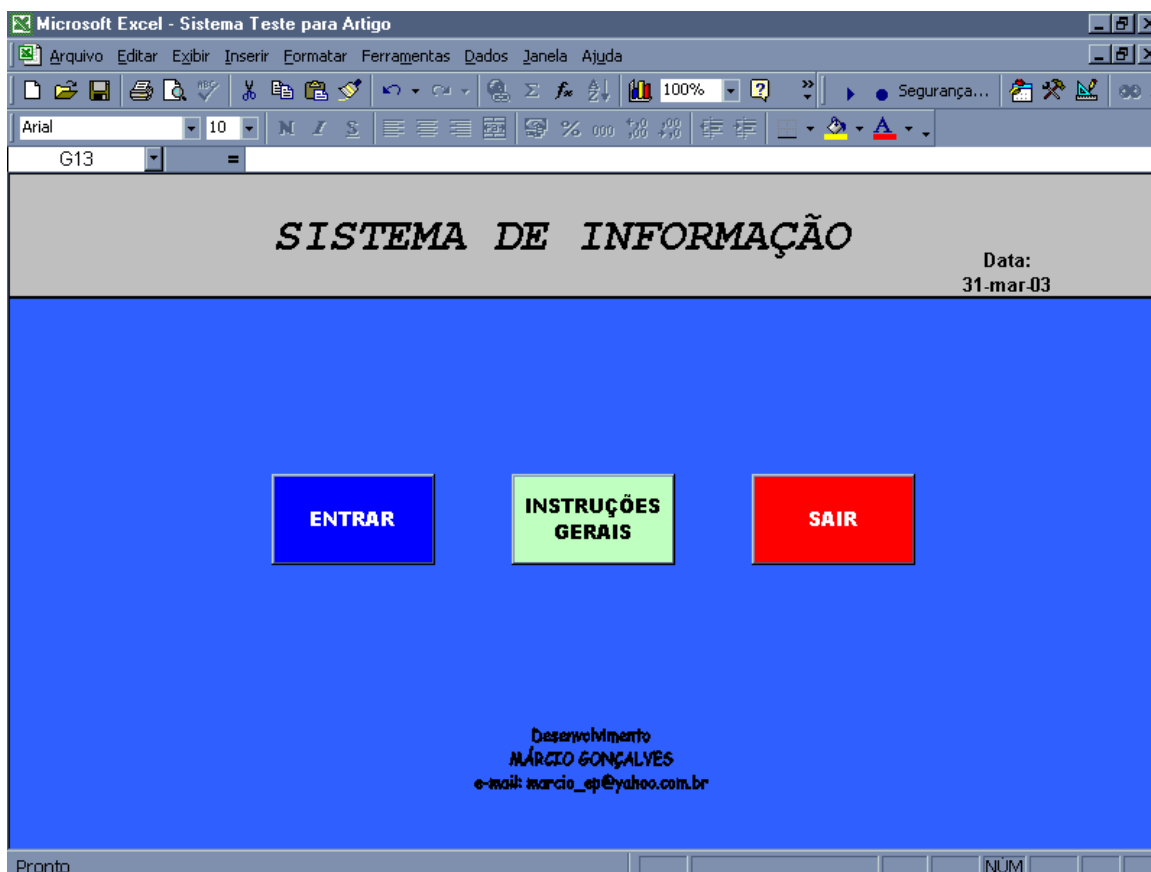 Microsoft Excel - Sistema Teste para Artigo
Arquivo Editar Exibir Inserir Formatar Ferramentas Dados Janela Ajuda
100% Segurança...
Arial 10 N I S % 000
G13 =
SISTEMA DE INFORMAÇÃO
Data:
31-mar-03
ENTRAR
INSTRUÇÕES
GERAIS
SAIR
Desenvolvimento
MÁRCIO GONÇALVES
e-mail: marcio_ep@yahoo.com.br
Pronto NÚM